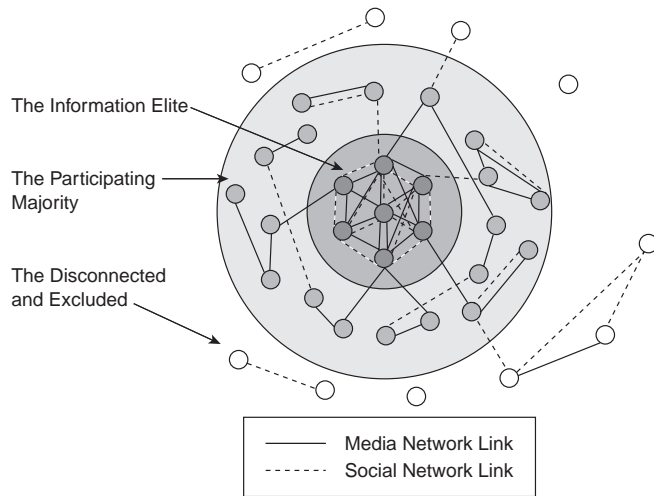 The Information Elite
The Participating
Majority
The Disconnected
and Excluded
Media Network Link
Social Network Link